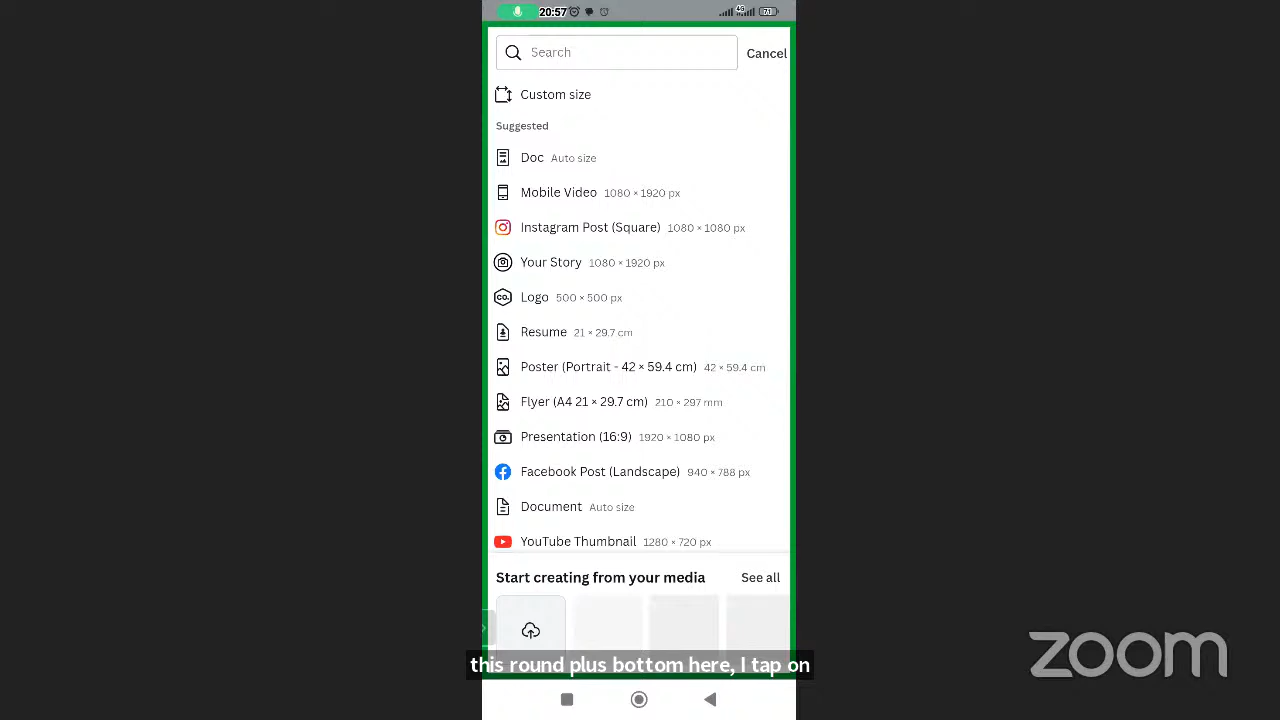 20:57 4G 71
Search Cancel
Custom size
Suggested
Doc Auto size
Mobile Video 1080 × 1920 px
Instagram Post (Square) 1080 × 1080 px
Your Story 1080 × 1920 px
CO. Logo 500 × 500 px
Resume 21 × 29.7 cm
Poster (Portrait - 42 × 59.4 cm) 42 × 59.4 cm
Flyer (A4 21 × 29.7 cm) 210 × 297 mm
Presentation (16:9) 1920 × 1080 px
Facebook Post (Landscape) 940 × 788 px
Document Auto size
YouTube Thumbnail 1280 × 720 px
Start creating from your media See all
this round plus bottom here, I tap on
zoom